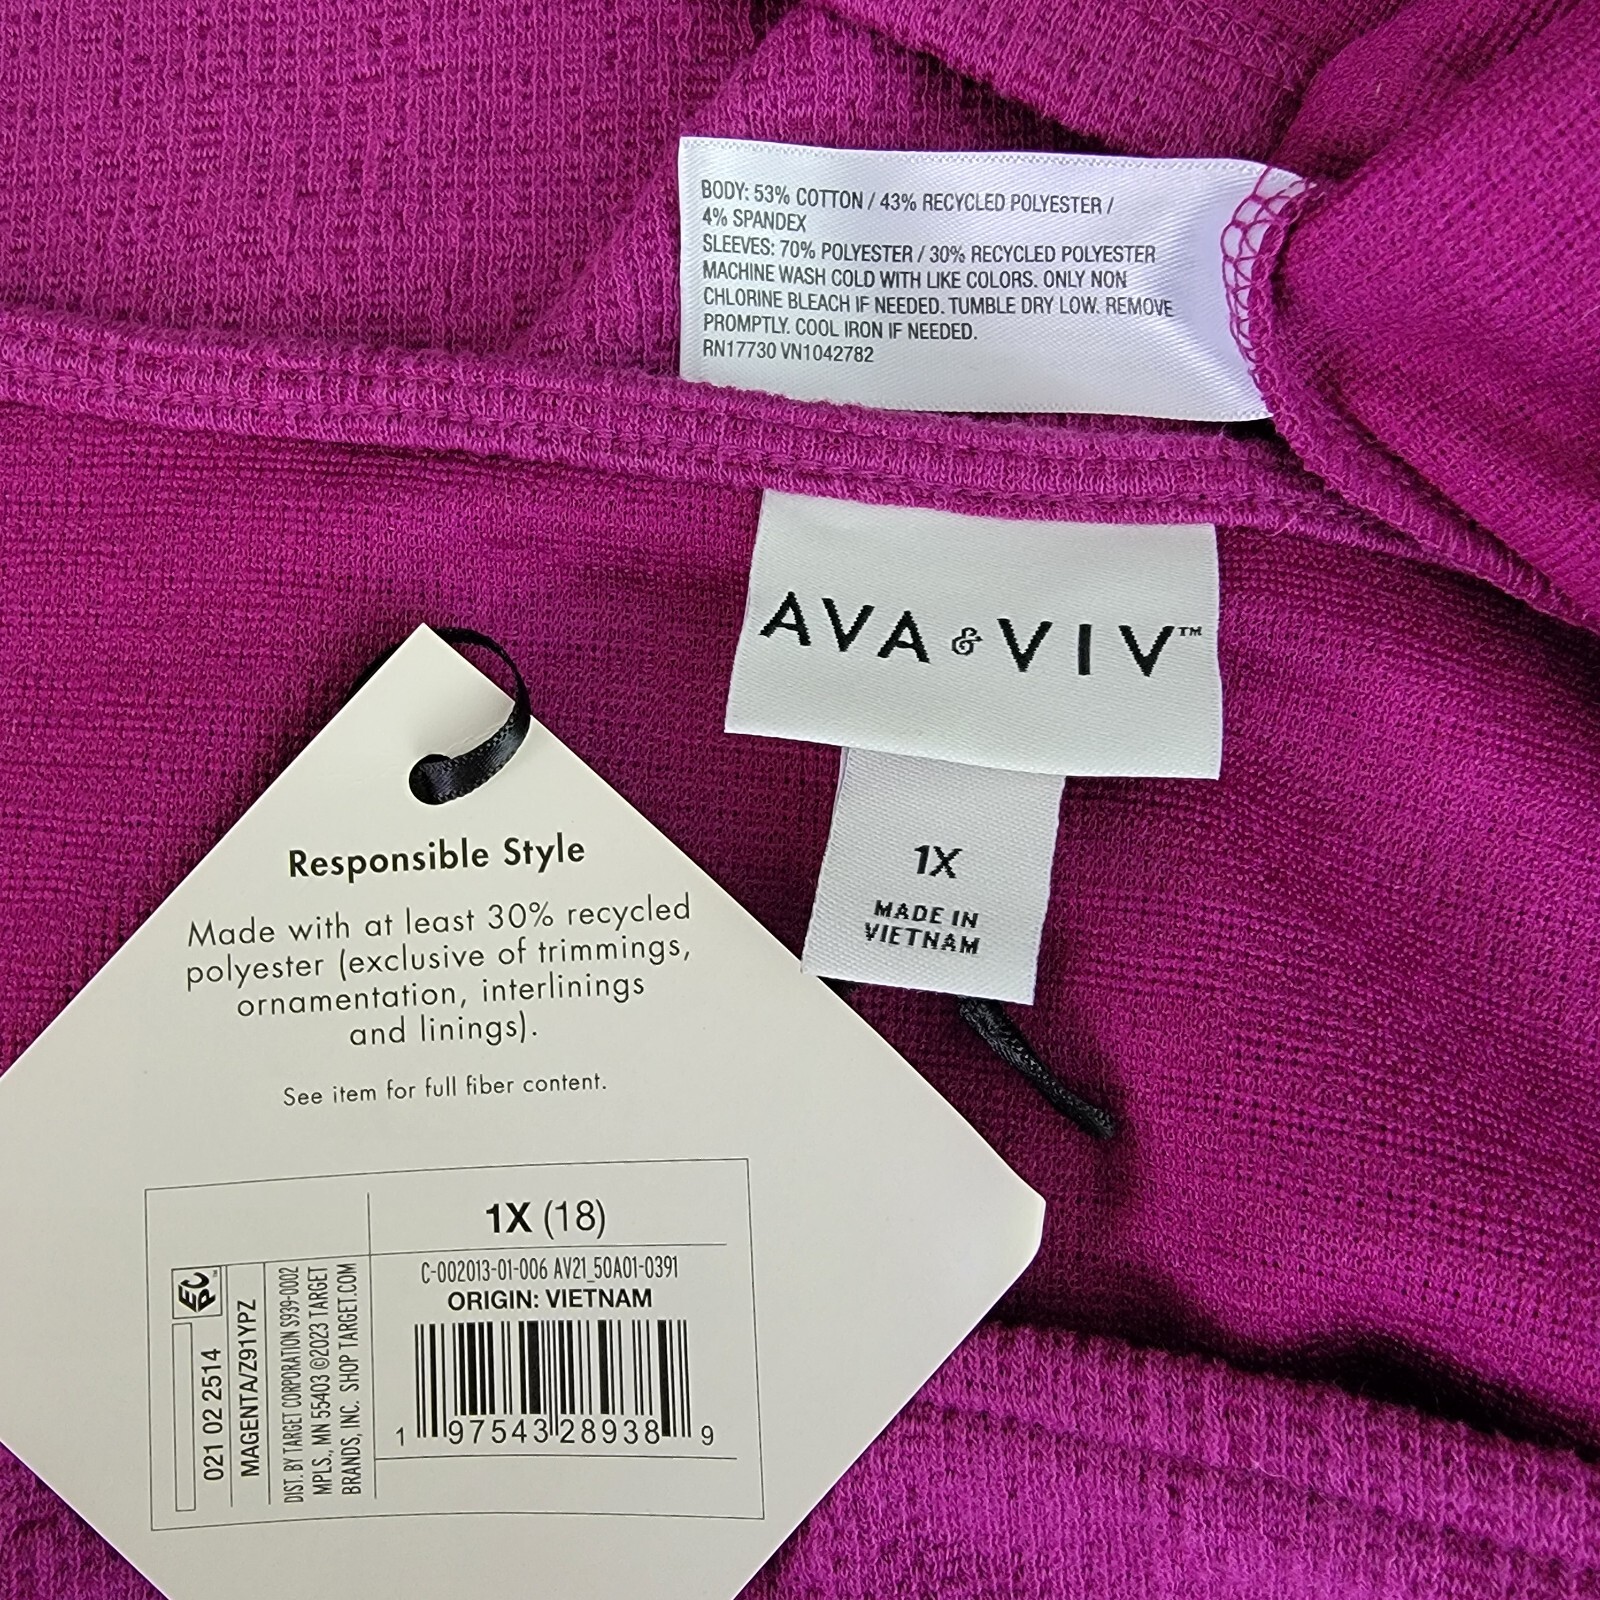 BODY: 53% COTTON / 43% RECYCLED POLYESTER /
4% SPANDEX
SLEEVES: 70% POLYESTER / 30% RECYCLED POLYESTER
MACHINE WASH COLD WITH LIKE COLORS. ONLY NON
CHLORINE BLEACH IF NEEDED. TUMBLE DRY LOW. REMOVE
PROMPTLY. COOL IRON IF NEEDED.
RN17730 VN1042782
AVA & VIV™
1X
MADE IN
VIETNAM
Responsible Style
Made with at least 30% recycled
polyester (exclusive of trimmings,
ornamentation, interlinings
and linings).
See item for full fiber content.
1X (18)
C-002013-01-006 AV21_50A01-0391
ORIGIN: VIETNAM
1 97543 28938 9
EPC
021 02 2514
MAGENTA/Z91YPZ
DIST. BY TARGET CORPORATION S939-0002
MPLS., MN 55403 ©2023 TARGET
BRANDS, INC. SHOP TARGET.COM